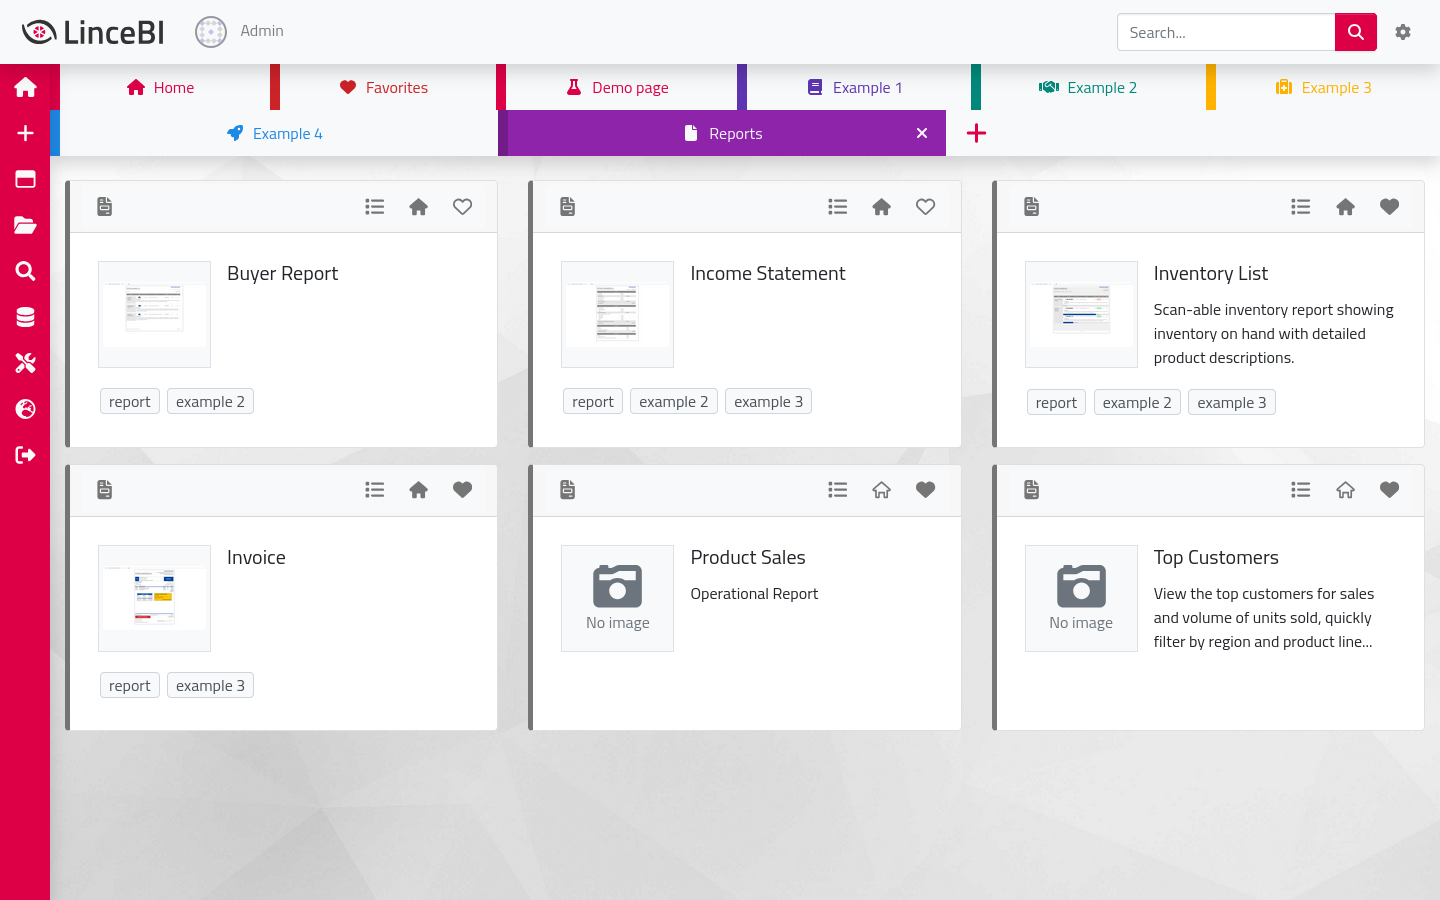 LinceBI
Admin
Search...
Home
Favorites
Demo page
Example 1
Example 2
Example 3
Example 4
Reports
Buyer Report
report
example 2
Income Statement
report
example 2
example 3
Inventory List
Scan-able inventory report showing
inventory on hand with detailed
product descriptions.
report
example 2
example 3
Invoice
report
example 3
No image
Product Sales
Operational Report
No image
Top Customers
View the top customers for sales
and volume of units sold, quickly
filter by region and product line...